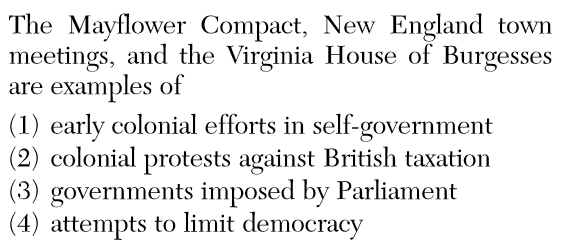 The Mayflower Compact, New England town
meetings, and the Virginia House of Burgesses
are examples of
(1) early colonial efforts in self-government
(2) colonial protests against British taxation
(3) governments imposed by Parliament
(4) attempts to limit democracy